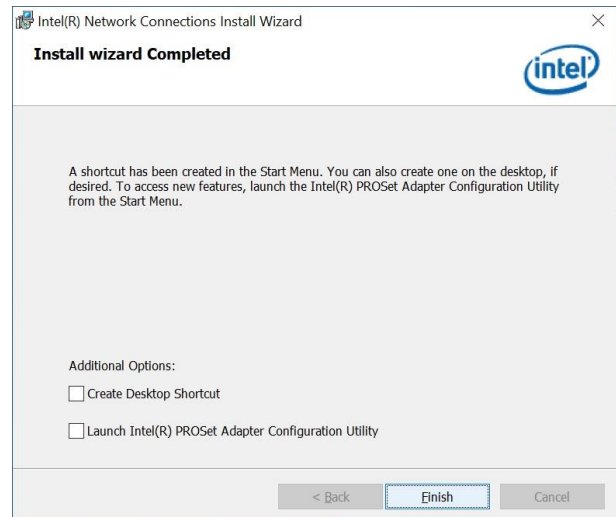 Intel(R) Network Connections Install Wizard
Install wizard Completed
intel
A shortcut has been created in the Start Menu. You can also create one on the desktop, if
desired. To access new features, launch the Intel(R) PROSet Adapter Configuration Utility
from the Start Menu.
Additional Options:
Create Desktop Shortcut
Launch Intel(R) PROSet Adapter Configuration Utility
< Back
Finish
Cancel